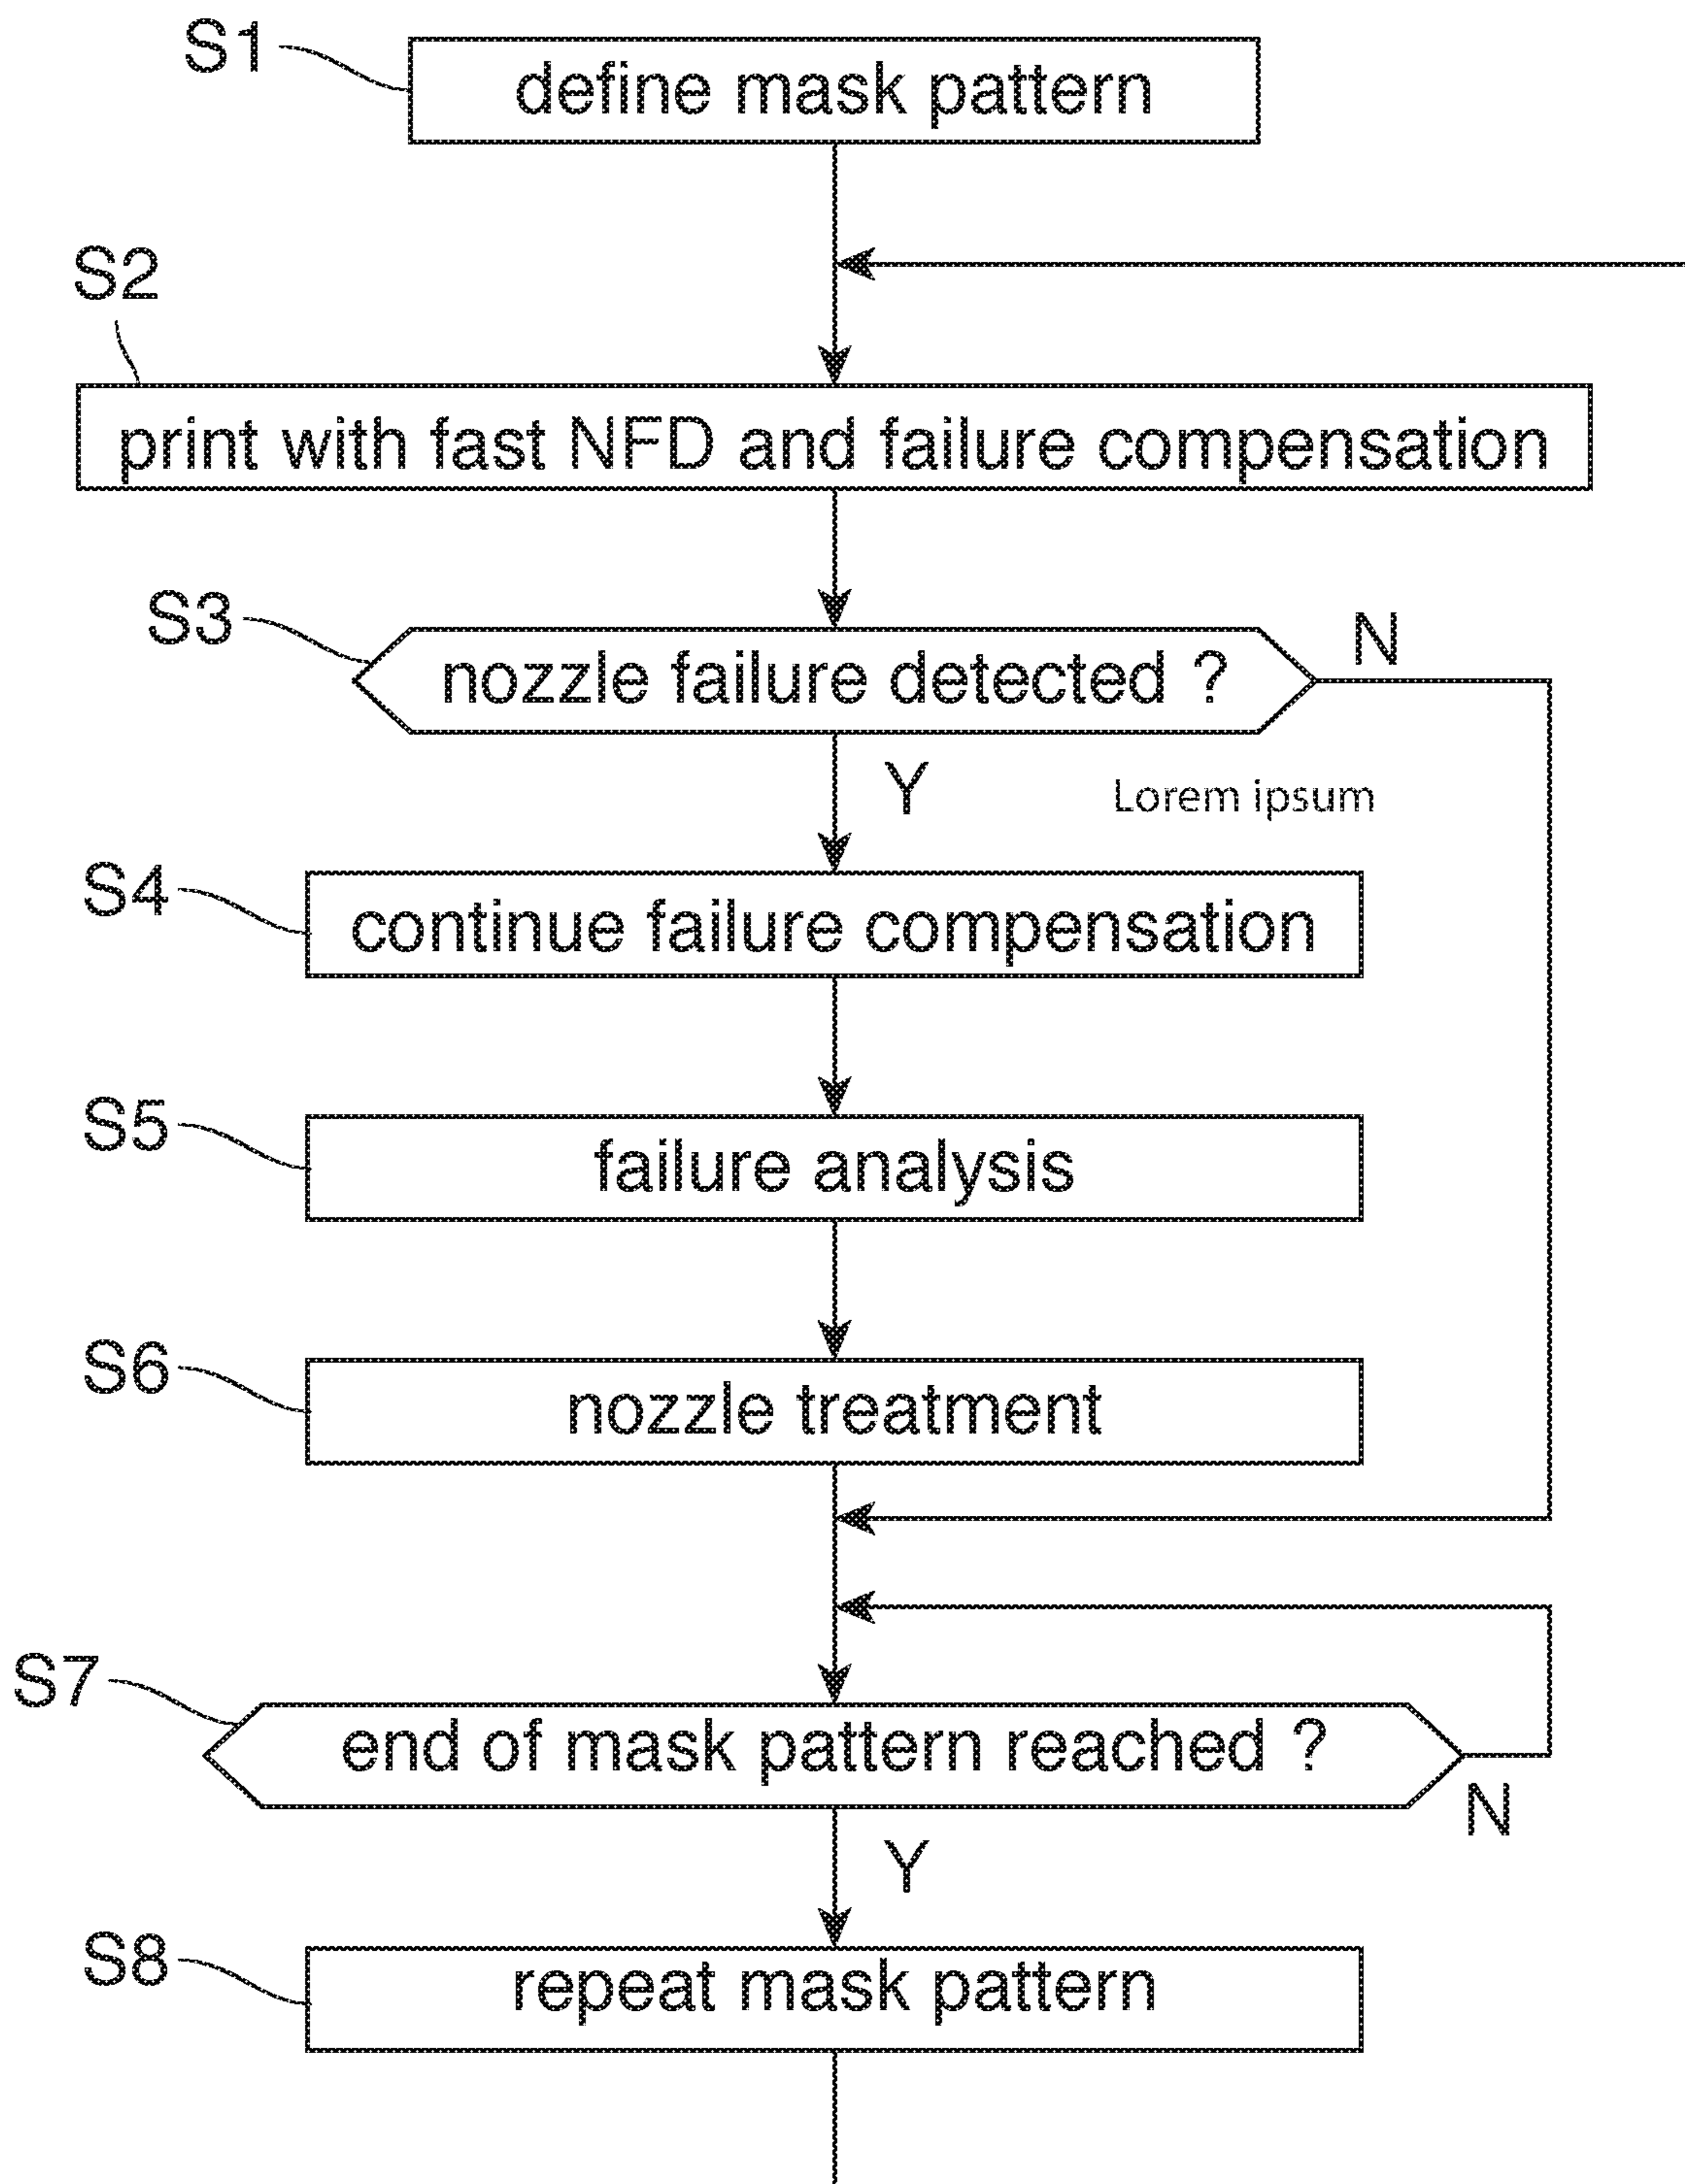 S1
define mask pattern
S2
print with fast NFD and failure compensation
S3
nozzle failure detected ?
N
Y
Lorem ipsum
S4
continue failure compensation
S5
failure analysis
S6
nozzle treatment
S7
end of mask pattern reached ?
N
Y
S8
repeat mask pattern